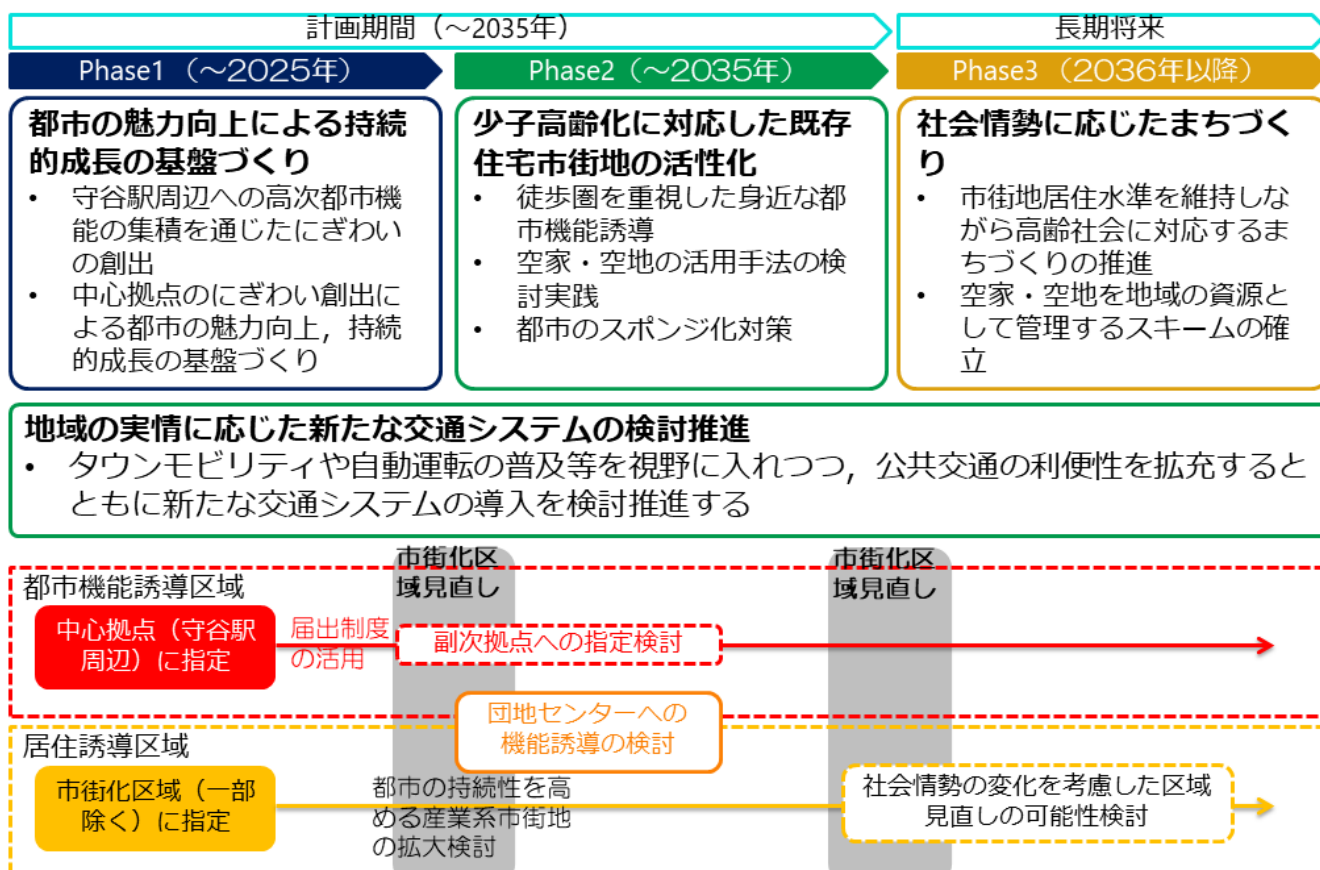 計画期間（～2035年）
長期将来
Phase1（～2025年）
Phase2（～2035年）
Phase3（2036年以降）
都市の魅力向上による持続
的成長の基盤づくり
• 守谷駅周辺への高次都市機
能の集積を通じたにぎわい
の創出
• 中心拠点のにぎわい創出に
よる都市の魅力向上，持続
的成長の基盤づくり
少子高齢化に対応した既存
住宅市街地の活性化
• 徒歩圏を重視した身近な都
市機能誘導
• 空家・空地の活用手法の検
討実践
• 都市のスポンジ化対策
社会情勢に応じたまちづく
り
• 市街地居住水準を維持しな
がら高齢社会に対応するま
ちづくりの推進
• 空家・空地を地域の資源と
して管理するスキームの確
立
地域の実情に応じた新たな交通システムの検討推進
• タウンモビリティや自動運転の普及等を視野に入れつつ，公共交通の利便性を拡充すると
ともに新たな交通システムの導入を検討推進する
市街化区
域見直し
市街化区
域見直し
都市機能誘導区域
中心拠点（守谷駅
周辺）に指定
届出制度
の活用
副次拠点への指定検討
団地センターへの
機能誘導の検討
居住誘導区域
市街化区域（一部
除く）に指定
都市の持続性を高
める産業系市街地
の拡大検討
社会情勢の変化を考慮した区域
見直しの可能性検討